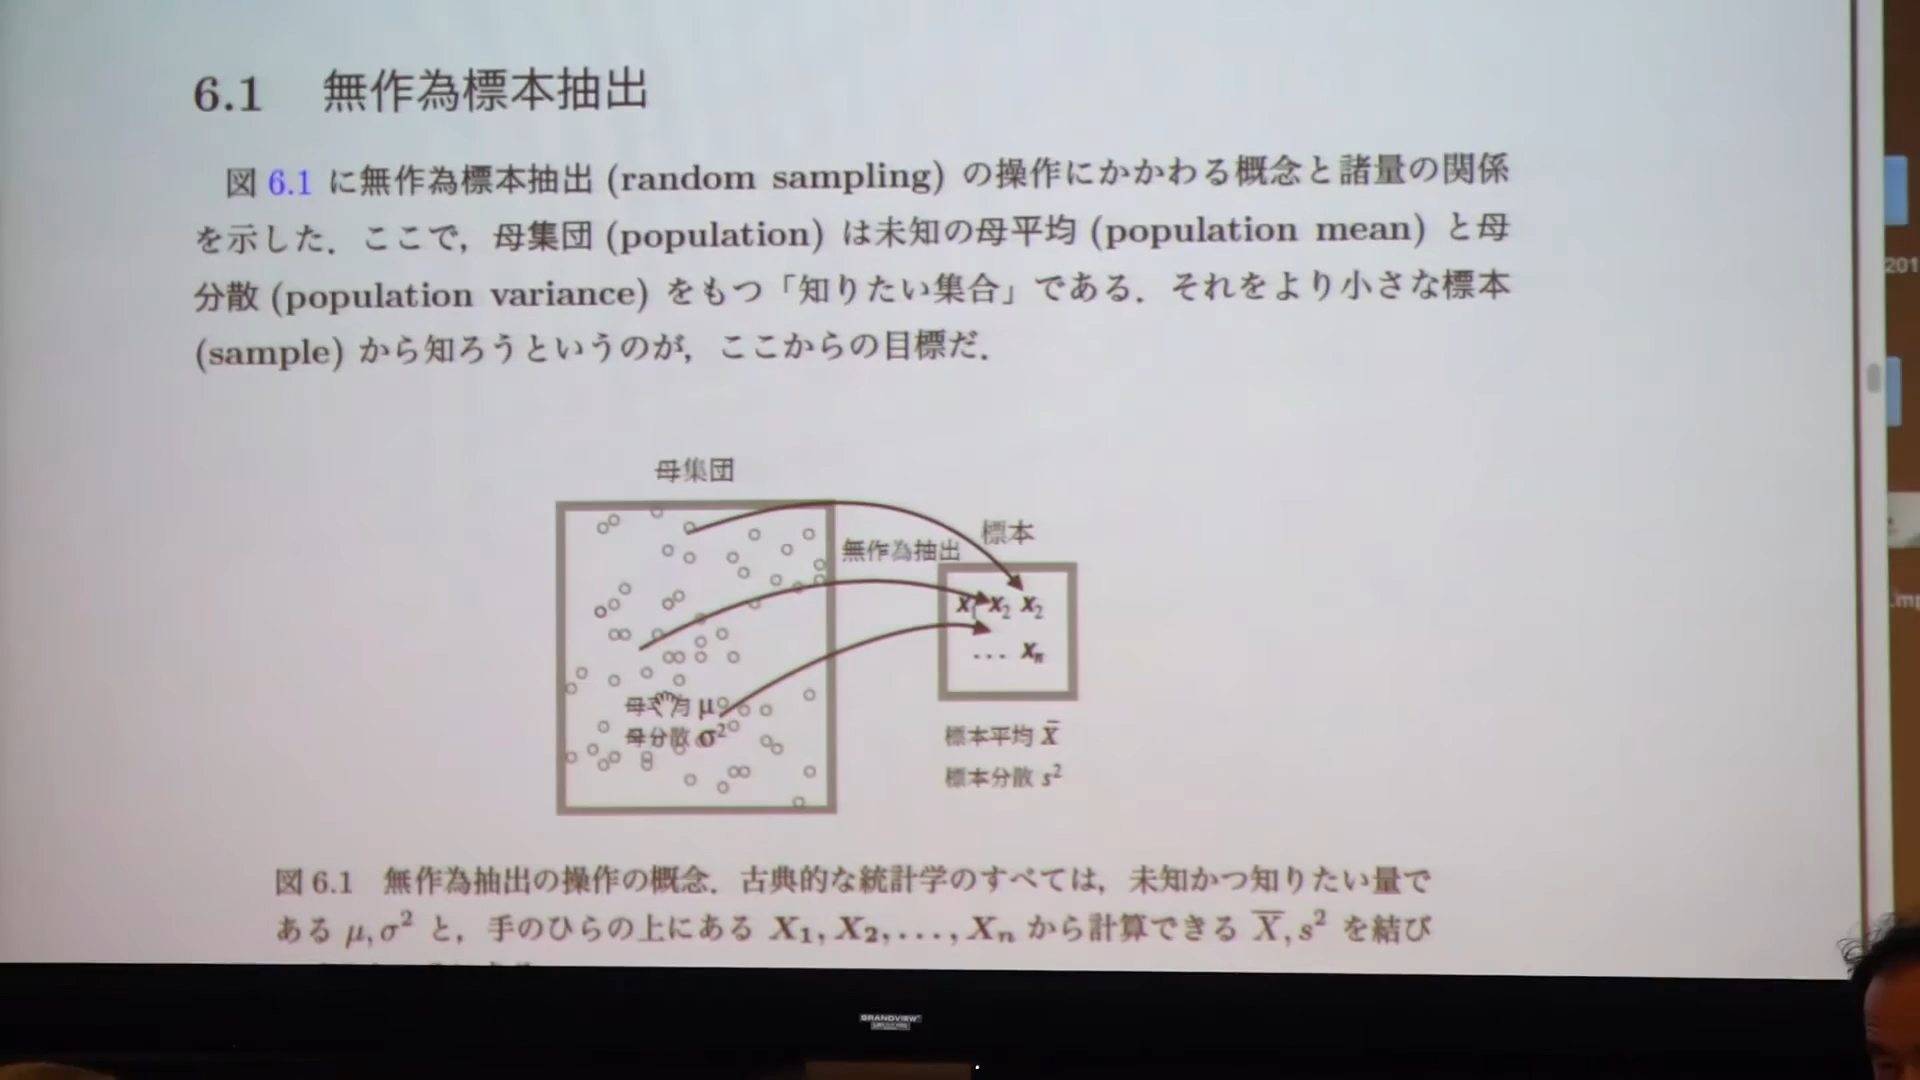 6.1 無作為標本抽出
図 6.1 に無作為標本抽出 (random sampling) の操作にかかわる概念と諸量の関係
を示した．ここで，母集団 (population) は未知の母平均 (population mean) と母
分散 (population variance) をもつ「知りたい集合」である．それをより小さな標本
(sample) から知ろうというのが，ここからの目標だ．
母集団
標本
無作為抽出
X1 X2 X2
... Xn
μ
母分散 σ²
標本平均 X̄
標本分散 s²
図 6.1 無作為抽出の操作の概念．古典的な統計学のすべては，未知かつ知りたい量で
ある μ, σ² と，手のひらの上にある X1, X2, . . . , Xn から計算できる X̄, s² を結び
201
.mp
GRANDVIEW